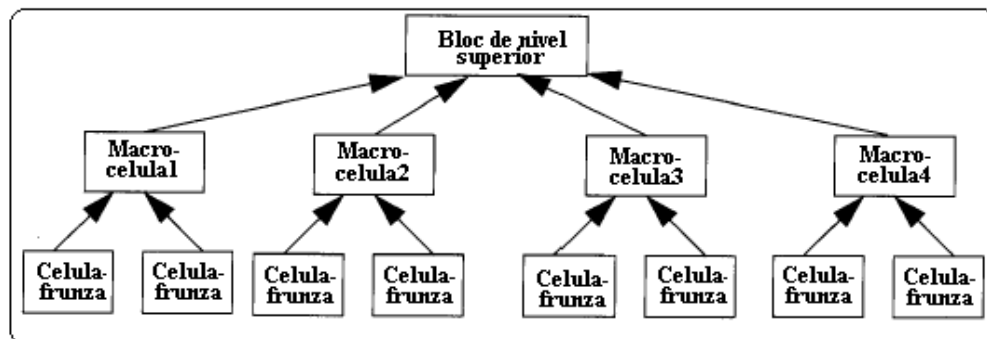 Bloc de nivel
superior
Macro-
celula1
Macro-
celula2
Macro-
celula3
Macro-
celula4
Celula-
frunza
Celula-
frunza
Celula-
frunza
Celula-
frunza
Celula-
frunza
Celula-
frunza
Celula-
frunza
Celula-
frunza